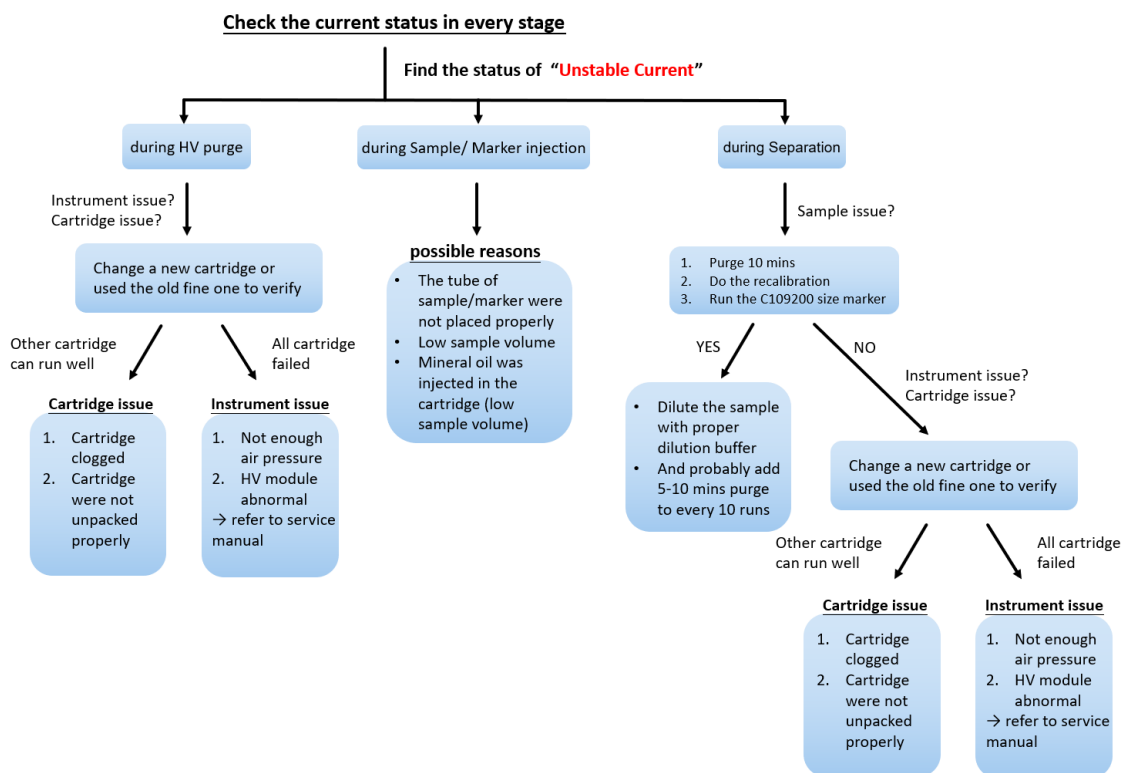 Check the current status in every stage
Find the status of “Unstable Current”
during HV purge
during Sample/ Marker injection
during Separation
Instrument issue?
Cartridge issue?
Change a new cartridge or
used the old fine one to verify
Other cartridge
can run well
All cartridge
failed
Cartridge issue
1. Cartridge
clogged
2. Cartridge
were not
unpacked
properly
Instrument issue
1. Not enough
air pressure
2. HV module
abnormal
→ refer to service
manual
possible reasons
• The tube of
sample/marker were
not placed properly
• Low sample volume
• Mineral oil was
injected in the
cartridge (low
sample volume)
Sample issue?
1. Purge 10 mins
2. Do the recalibration
3. Run the C109200 size marker
YES
NO
• Dilute the sample
with proper
dilution buffer
• And probably add
5-10 mins purge
to every 10 runs
Instrument issue?
Cartridge issue?
Change a new cartridge or
used the old fine one to verify
Other cartridge
can run well
All cartridge
failed
Cartridge issue
1. Cartridge
clogged
2. Cartridge
were not
unpacked
properly
Instrument issue
1. Not enough
air pressure
2. HV module
abnormal
→ refer to service
manual